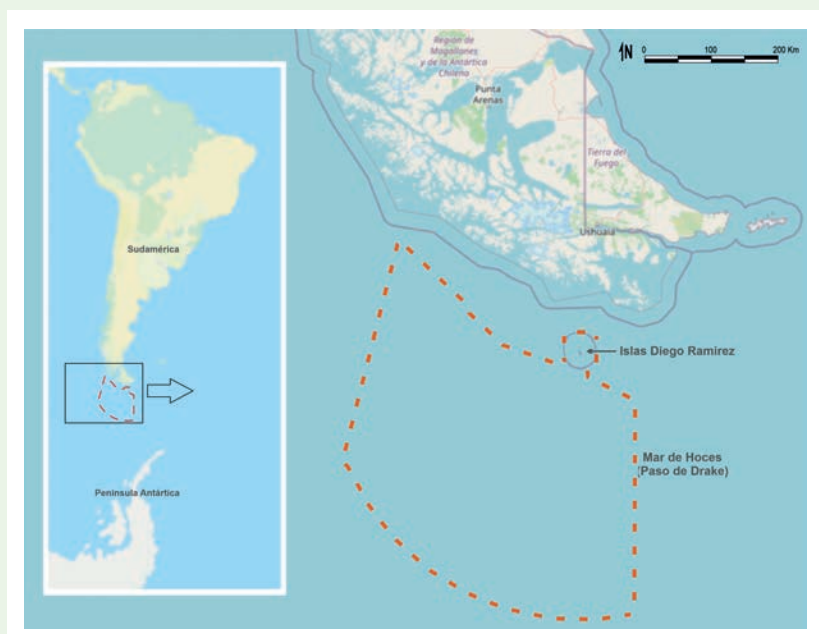 Sudamérica
Península Antártica
Región de
Magallanes
y de la Antártica
Chilena
Punta
Arenas
Tierra del
Fuego
Ushuaia
N
0 100 200 Km
Islas Diego Ramirez
Mar de Hoces
(Paso de Drake)